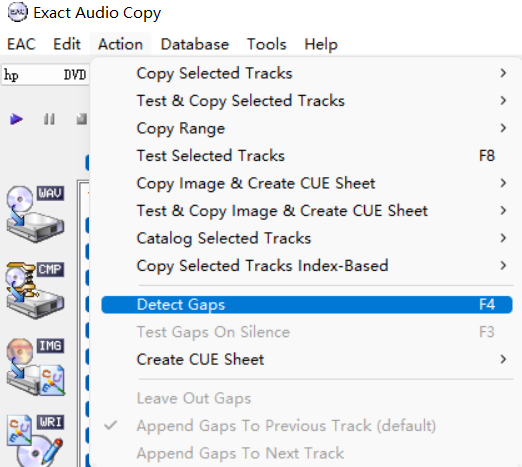 Exact Audio Copy
EAC Edit Action Database Tools Help
hp DVD
Copy Selected Tracks
Test & Copy Selected Tracks
Copy Range
Test Selected Tracks F8
Copy Image & Create CUE Sheet
Test & Copy Image & Create CUE Sheet
Catalog Selected Tracks
Copy Selected Tracks Index-Based
Detect Gaps F4
Test Gaps On Silence F3
Create CUE Sheet
Leave Out Gaps
Append Gaps To Previous Track (default)
Append Gaps To Next Track
WAV
CMP
IMG
WRI